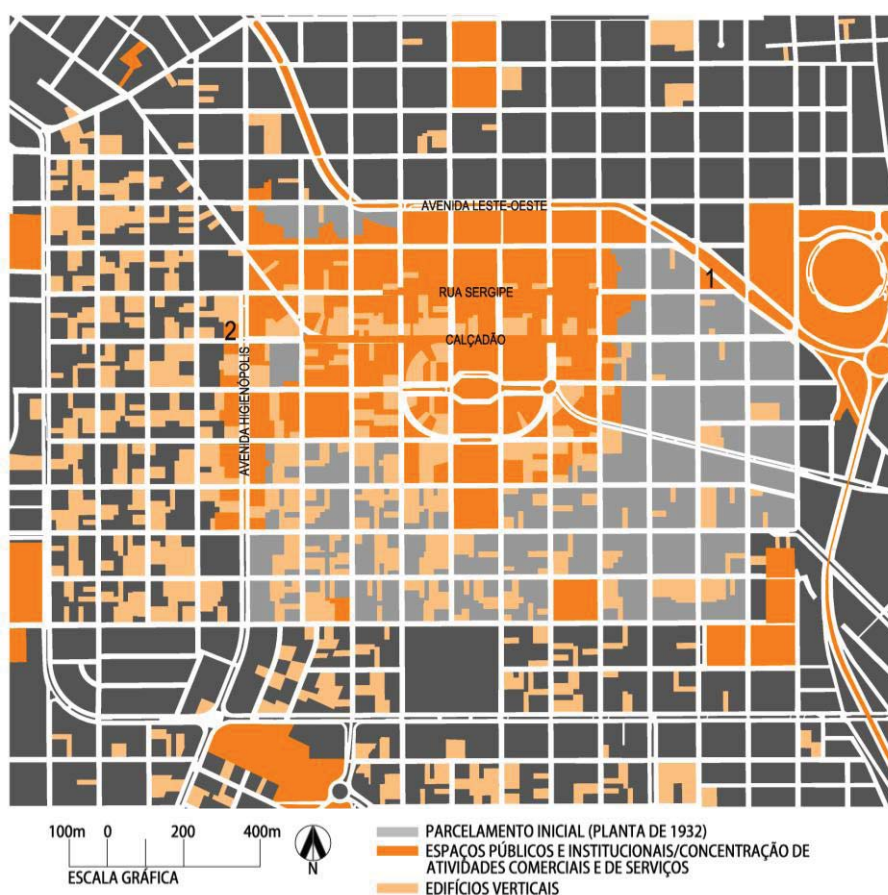 AVENIDA LESTE-OESTE
1
RUA SERGIPE
2
CALÇADÃO
AVENIDA HIGIENÓPOLIS
100m 0 200 400m
ESCALA GRÁFICA
N
PARCELAMENTO INICIAL (PLANTA DE 1932)
ESPAÇOS PÚBLICOS E INSTITUCIONAIS/CONCENTRAÇÃO DE
ATIVIDADES COMERCIAIS E DE SERVIÇOS
EDIFÍCIOS VERTICAIS